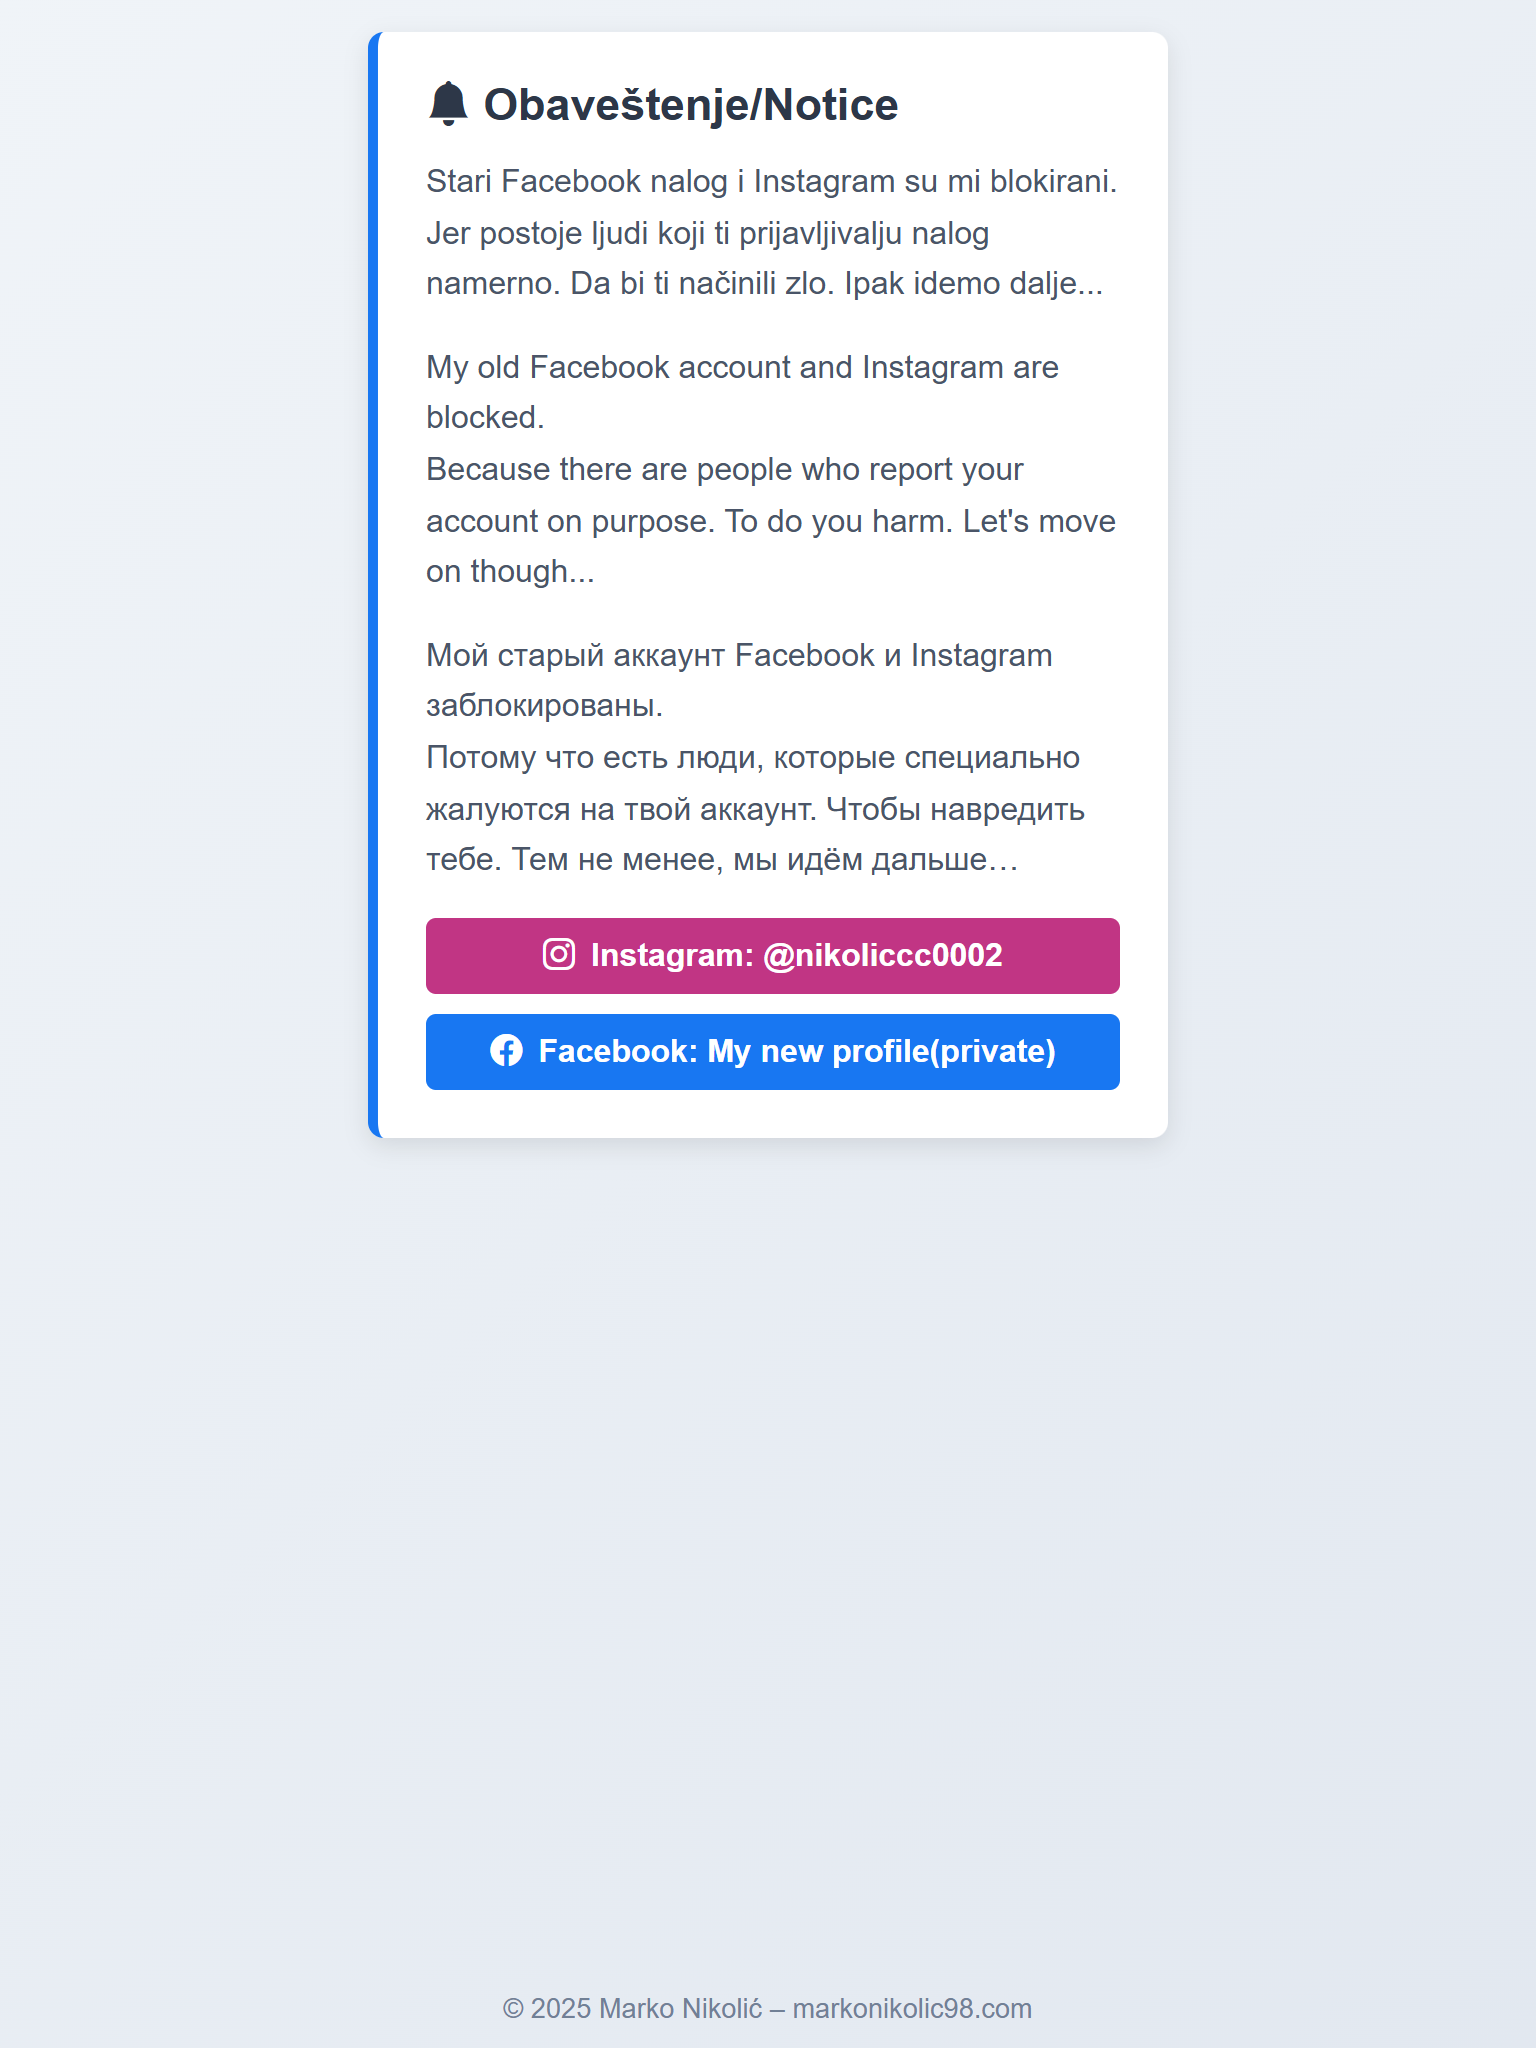 Obaveštenje/Notice
Stari Facebook nalog i Instagram su mi blokirani.
Jer postoje ljudi koji ti prijavljivalju nalog
namerno. Da bi ti načinili zlo. Ipak idemo dalje...
My old Facebook account and Instagram are
blocked.
Because there are people who report your
account on purpose. To do you harm. Let's move
on though...
Мой старый аккаунт Facebook и Instagram
заблокированы.
Потому что есть люди, которые специально
жалуются на твой аккаунт. Чтобы навредить
тебе. Тем не менее, мы идём дальше…
Instagram: @nikoliccc0002
Facebook: My new profile(private)
© 2025 Marko Nikolić – markonikolic98.com